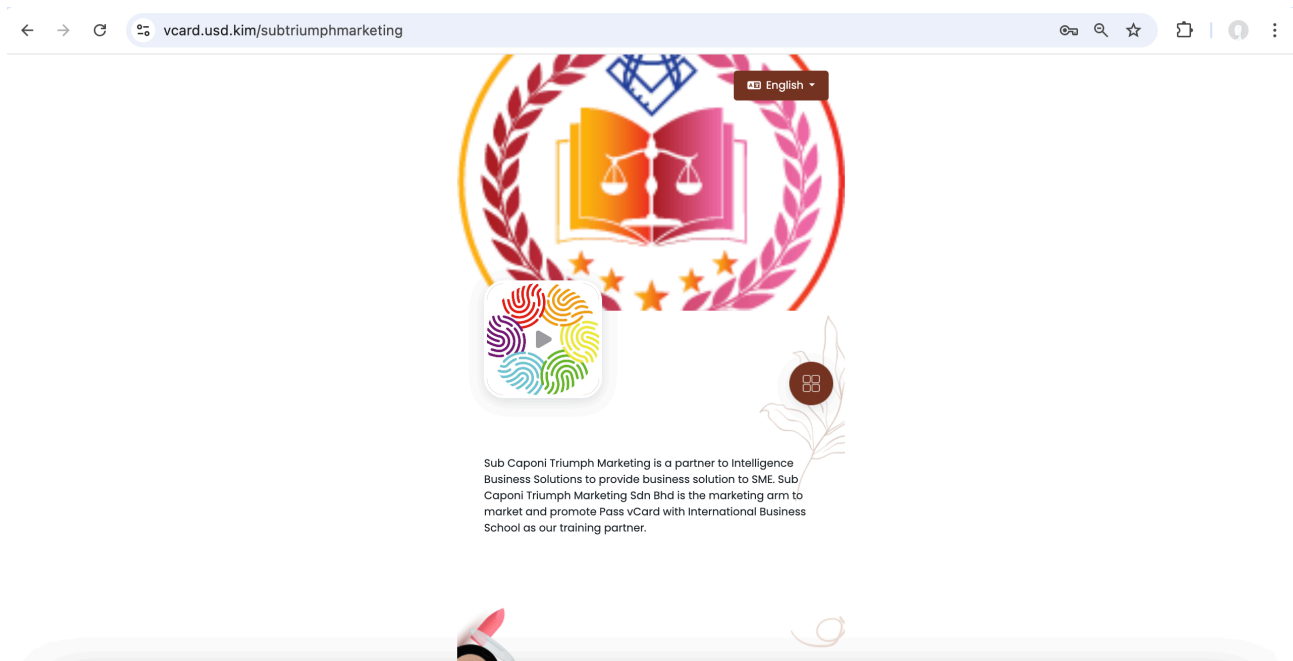 vcard.usd.kim/subtriumphmarketing
English
Sub Caponi Triumph Marketing is a partner to Intelligence
Business Solutions to provide business solution to SME. Sub
Caponi Triumph Marketing Sdn Bhd is the marketing arm to
market and promote Pass vCard with International Business
School as our training partner.